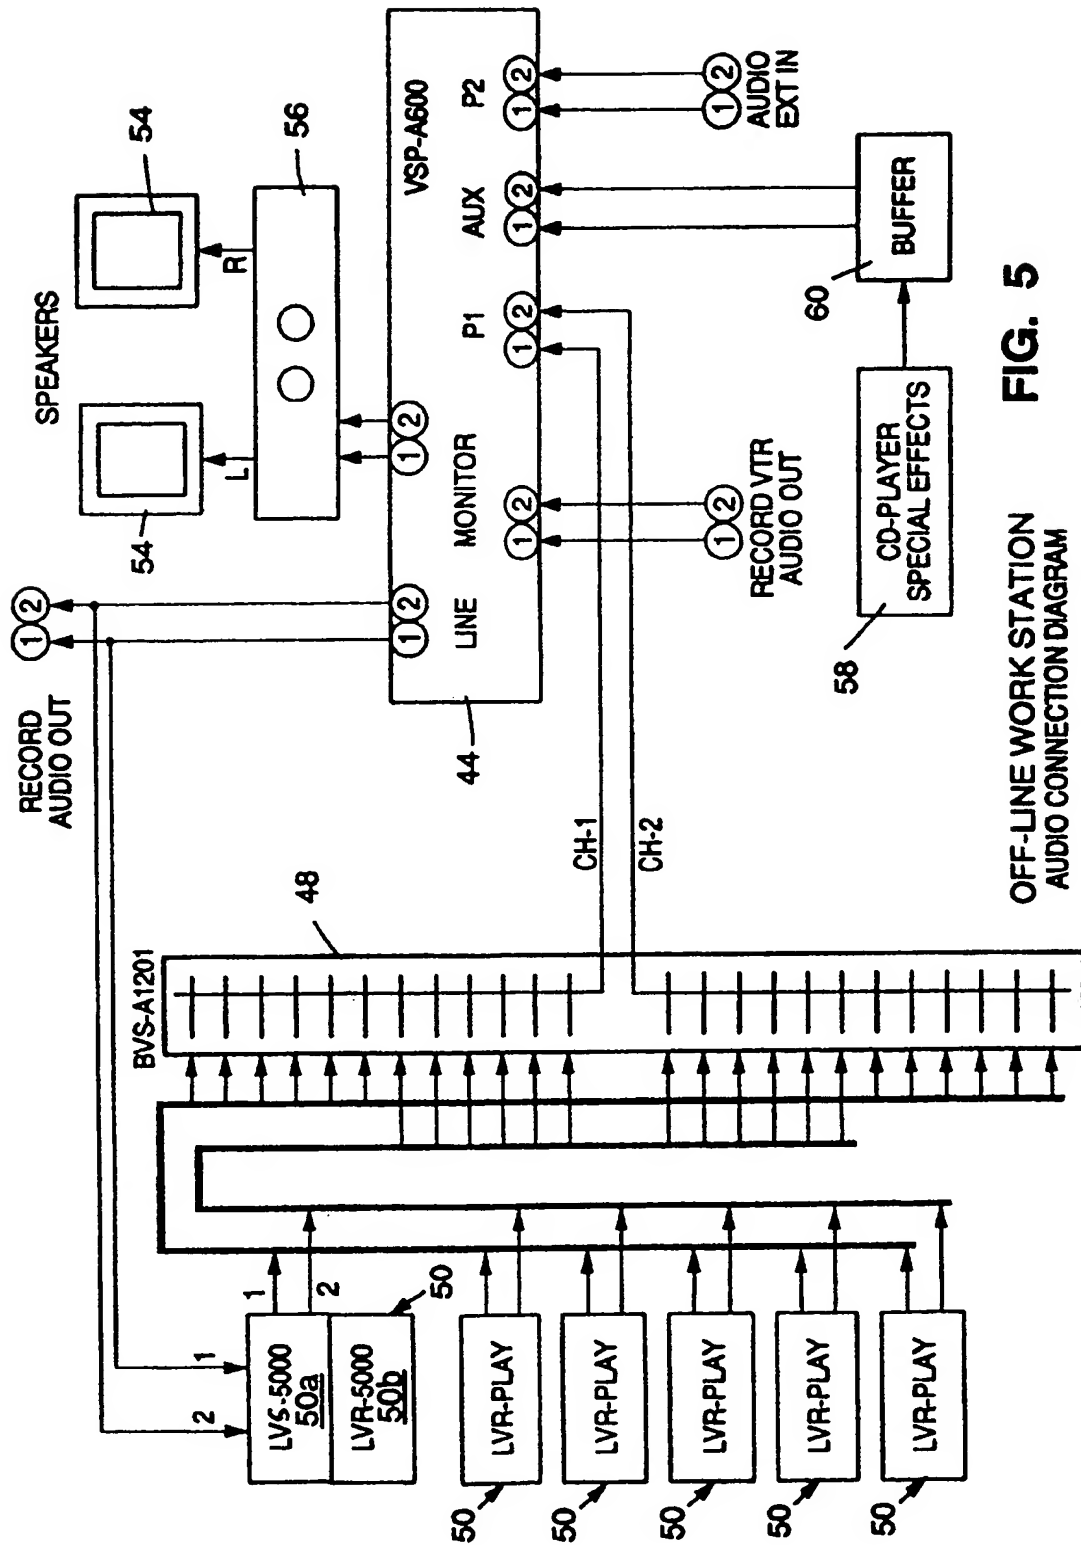 RECORD
AUDIO OUT
1 2
SPEAKERS
54
54
L
R
56
1 2
1 2
LINE
MONITOR
P1
AUX
P2
VSP-A600
1 2
1 2
1 2
1 2
44
RECORD VTR
AUDIO OUT
1 2
AUDIO
EXT IN
1 2
BUFFER
60
CD-PLAYER
SPECIAL EFFECTS
58
CH-1
CH-2
BVS-A1201
48
2
1
1
2
LVS-5000
50a
LVR-5000
50b
50
LVR-PLAY
50
LVR-PLAY
50
LVR-PLAY
50
LVR-PLAY
50
LVR-PLAY
50
OFF-LINE WORK STATION
AUDIO CONNECTION DIAGRAM
FIG. 5